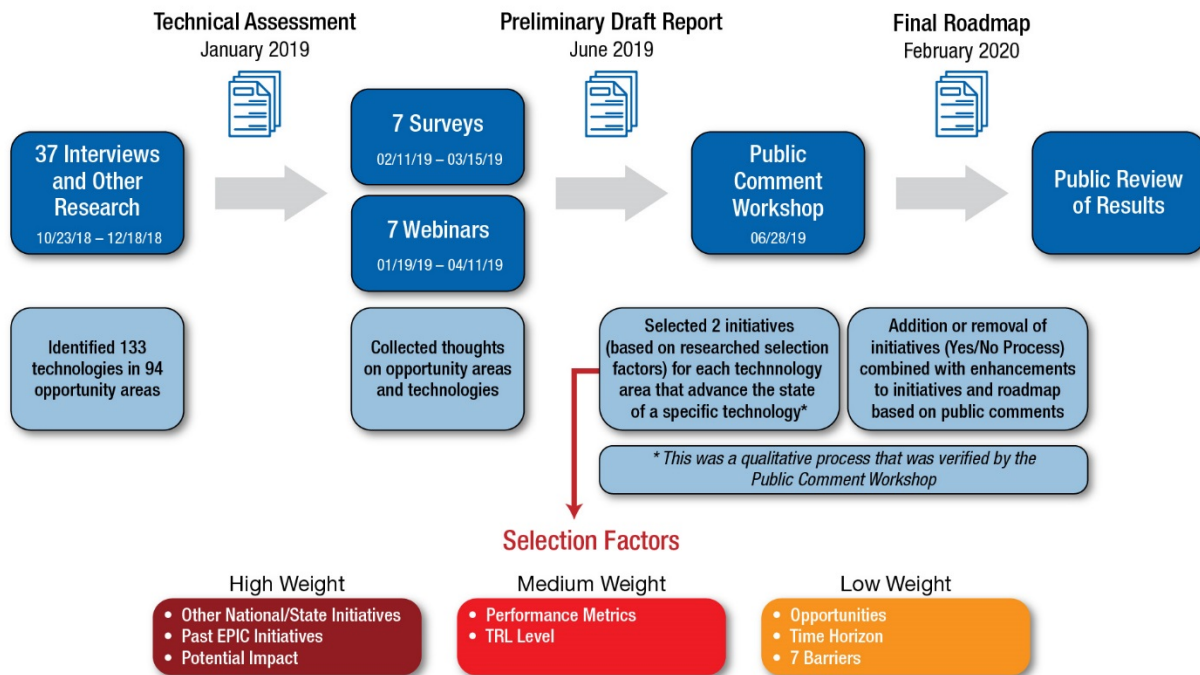 Technical Assessment
January 2019
Preliminary Draft Report
June 2019
Final Roadmap
February 2020
37 Interviews
and Other
Research
10/23/18 – 12/18/18
7 Surveys
02/11/19 – 03/15/19
7 Webinars
01/19/19 – 04/11/19
Public
Comment
Workshop
06/28/19
Public Review
of Results
Identified 133
technologies in 94
opportunity areas
Collected thoughts
on opportunity areas
and technologies
Selected 2 initiatives
(based on researched selection
factors) for each technnology
area that advance the state
of a specific technology*
Addition or removal of
initiatives (Yes/No Process)
combined with enhancements
to initiatives and roadmap
based on public comments
* This was a qualitative process that was verified by the
Public Comment Workshop
Selection Factors
High Weight
• Other National/State Initiatives
• Past EPIC Initiatives
• Potential Impact
Medium Weight
• Performance Metrics
• TRL Level
Low Weight
• Opportunities
• Time Horizon
• 7 Barriers